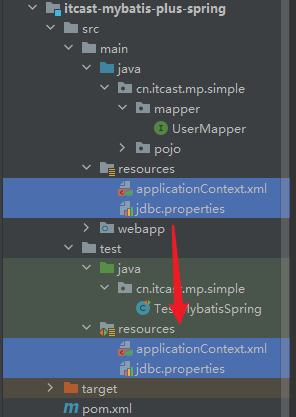 itcast-mybatis-plus-spring
src
main
java
cn.itcast.mp.simple
mapper
UserMapper
pojo
resources
applicationContext.xml
jdbc.properties
webapp
test
java
cn.itcast.mp.simple
TestMybatisSpring
resources
applicationContext.xml
jdbc.properties
target
pom.xml